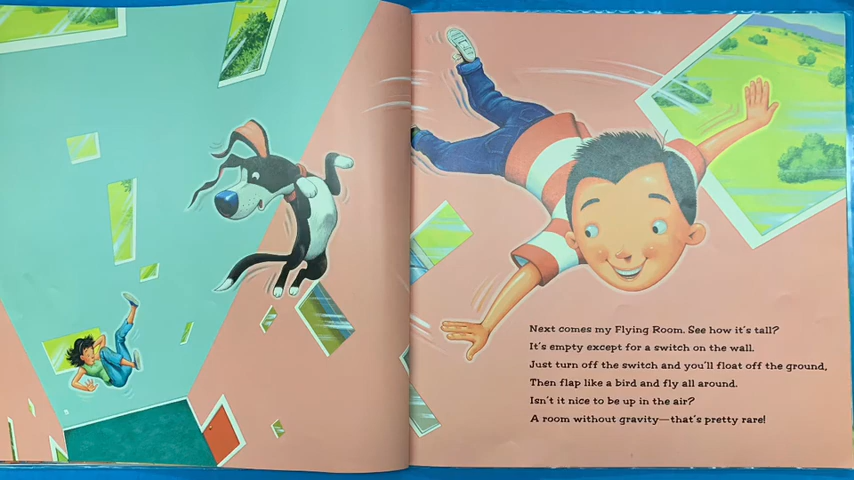 Next comes my Flying Room. See how it's tall?
It's empty except for a switch on the wall.
Just turn off the switch and you'll float off the ground,
Then flap like a bird and fly all around.
Isn't it nice to be up in the air?
A room without gravity—that's pretty rare!